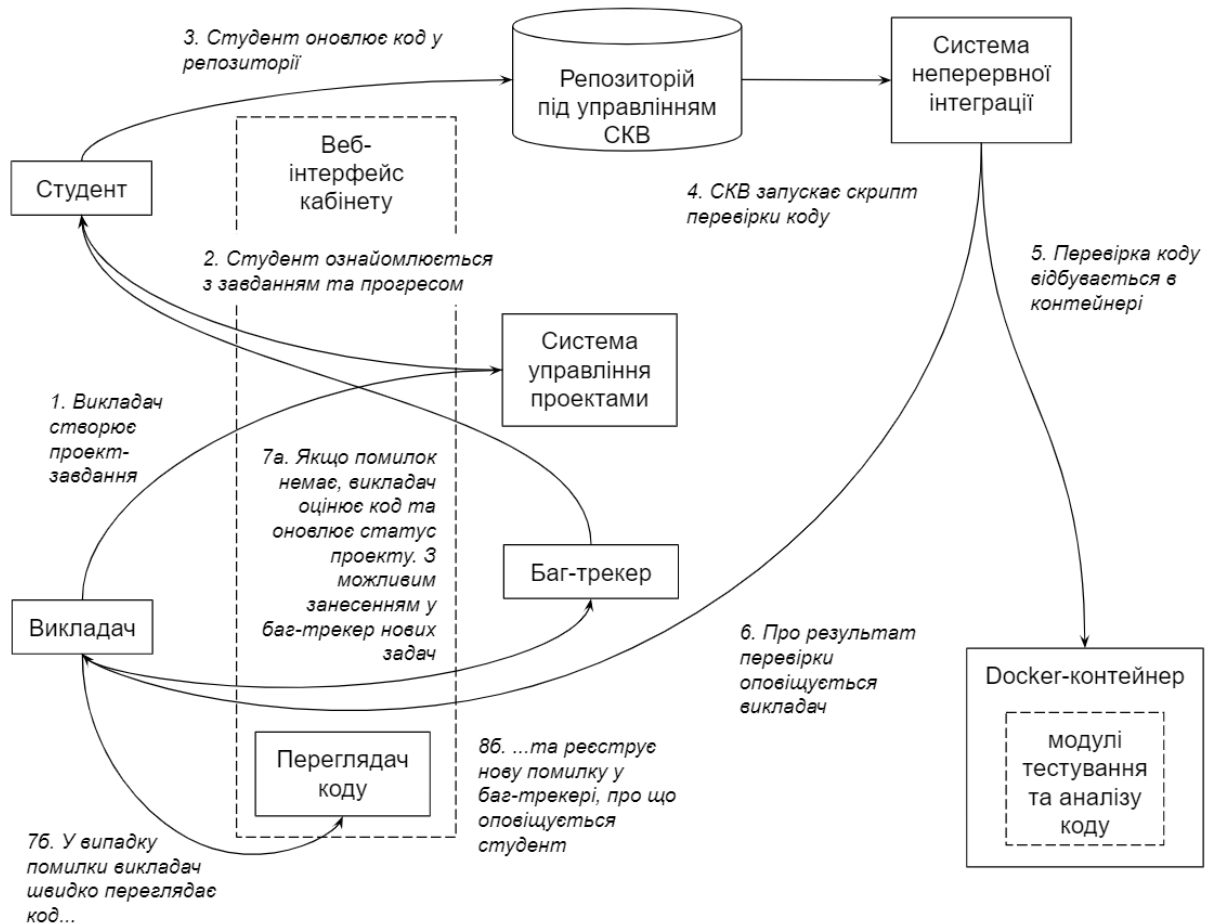 3. Студент оновлює код у
репозиторії
Репозиторій
під управлінням
СКВ
Система
неперервної
інтеграції
Веб-
інтерфейс
кабінету
Студент
4. СКВ запускає скрипт
перевірки коду
2. Студент ознайомлюється
з завданням та прогресом
5. Перевірка коду
відбувається в
контейнері
Система
управління
проектами
1. Викладач
створює
проект-
завдання
7а. Якщо помилок
немає, викладач
оцінює код та
оновлює статус
проекту. З
можливим
занесенням у
баг-трекер нових
задач
Баг-трекер
Викладач
6. Про результат
перевірки
оповіщується
викладач
Docker-контейнер
модулі
тестування
та аналізу
коду
Переглядач
коду
8б. ...та реєструє
нову помилку у
баг-трекері, про що
оповіщується
студент
7б. У випадку
помилки викладач
швидко переглядає
код...